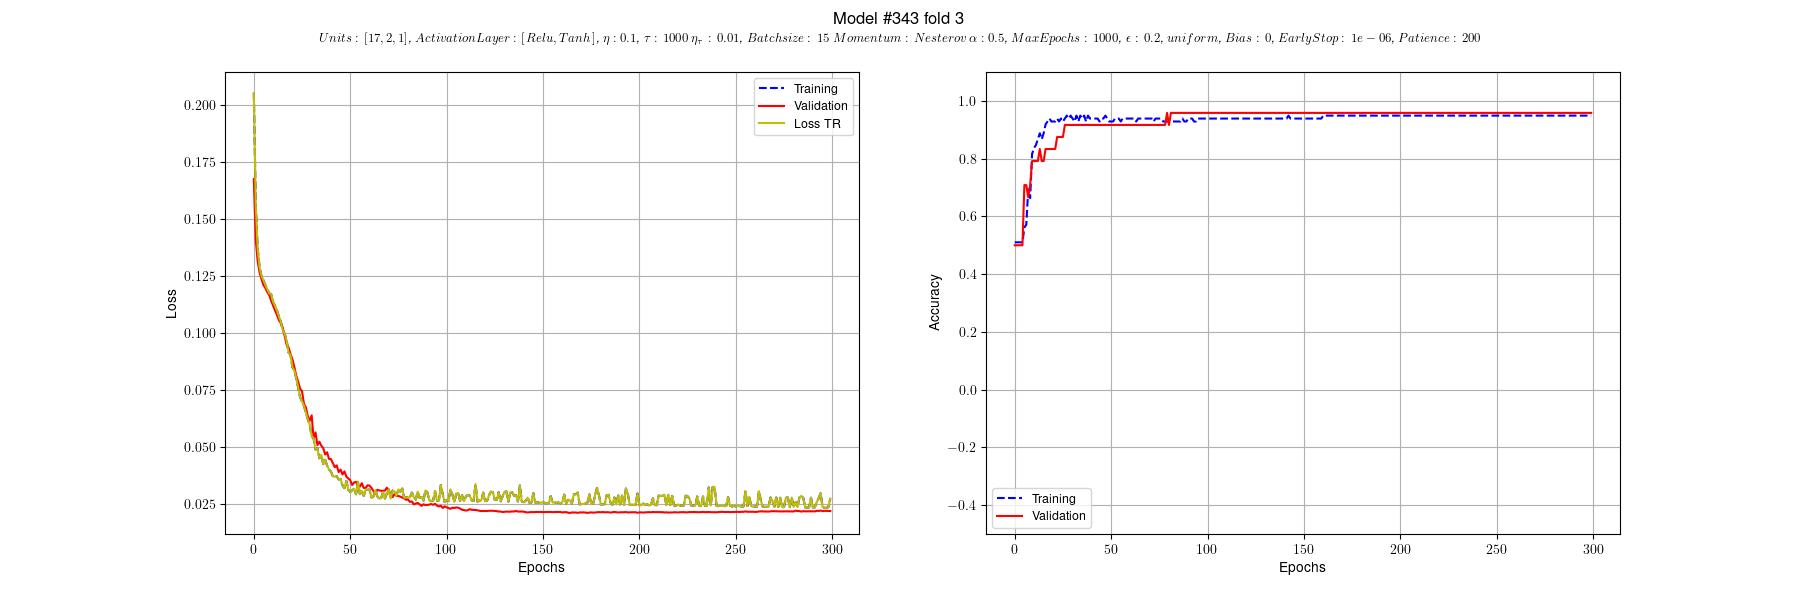 Model #343 fold 3
Units : [17, 2, 1], ActivationLayer : [Relu, Tanh], η : 0.1, τ : 1000 ητ : 0.01, Batchsize : 15 Momentum : Nesterov α : 0.5, MaxEpochs : 1000, ϵ : 0.2, uniform, Bias : 0, EarlyStop : 1e − 06, Patience : 200
Training
Validation
Loss TR
0.200
0.175
0.150
0.125
0.100
0.075
0.050
0.025
Loss
0 50 100 150 200 250 300
Epochs
1.0
0.8
0.6
0.4
0.2
0.0
−0.2
−0.4
Accuracy
Training
Validation
0 50 100 150 200 250 300
Epochs